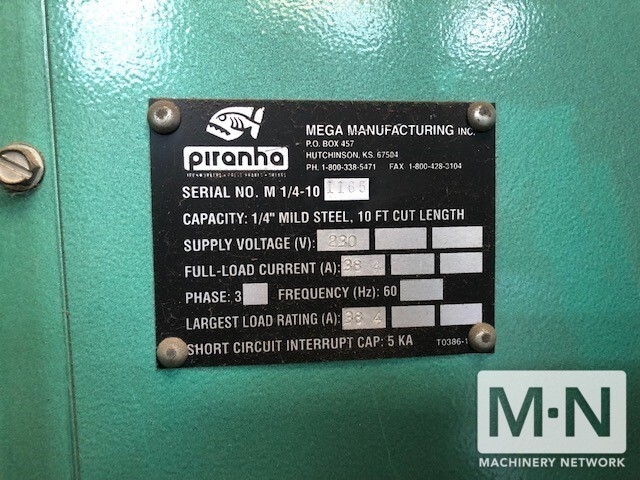 MEGA MANUFACTURING INC.
P.O. BOX 457
HUTCHINSON, KS. 67504
PH. 1-800-338-5471 FAX 1-800-428-3104
piranha
SERIAL NO. M 1/4-10 1165
CAPACITY: 1/4" MILD STEEL, 10 FT CUT LENGTH
SUPPLY VOLTAGE (V): 230
FULL-LOAD CURRENT (A): 38.4
PHASE: 3 FREQUENCY (Hz): 60
LARGEST LOAD RATING (A): 38.4
SHORT CIRCUIT INTERRUPT CAP: 5 KA T0386-1
M·N
MACHINERY NETWORK